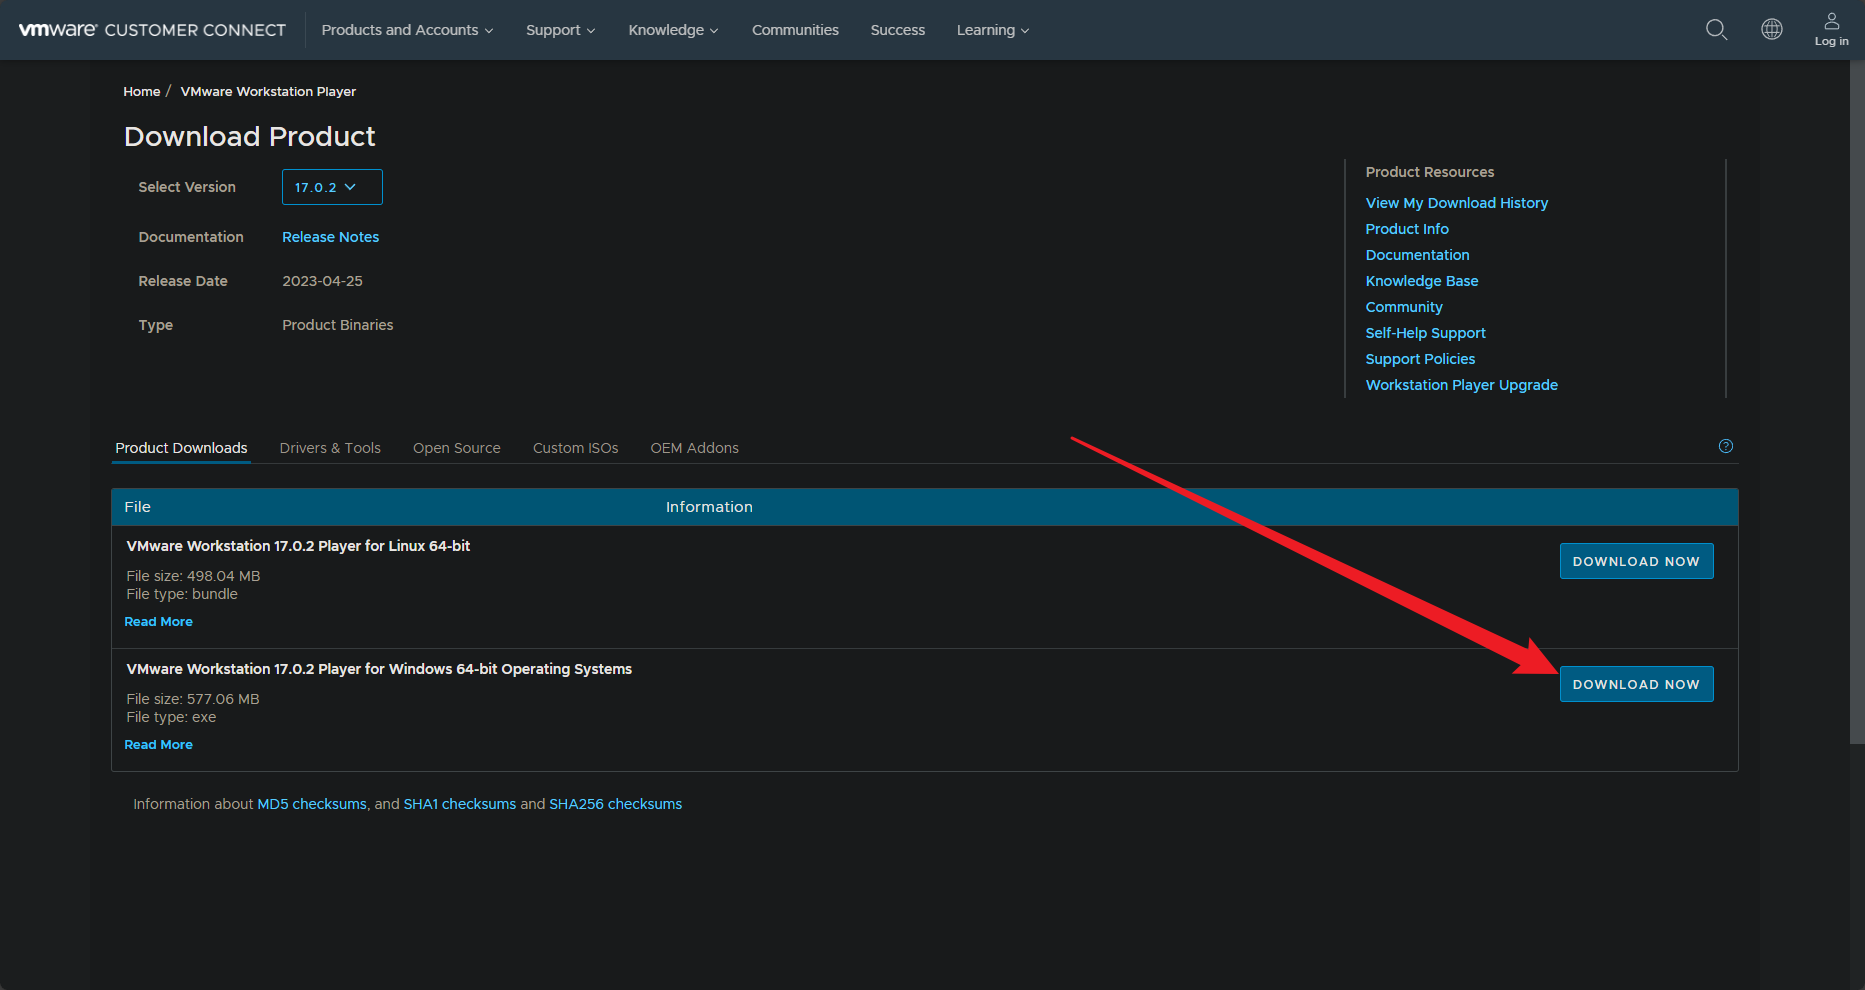 vmware® CUSTOMER CONNECT
Products and Accounts
Support
Knowledge
Communities
Success
Learning
Log in
Home / VMware Workstation Player
Download Product
Select Version
17.0.2
Documentation
Release Notes
Release Date
2023-04-25
Type
Product Binaries
Product Resources
View My Download History
Product Info
Documentation
Knowledge Base
Community
Self-Help Support
Support Policies
Workstation Player Upgrade
Product Downloads
Drivers & Tools
Open Source
Custom ISOs
OEM Addons
?
File
Information
VMware Workstation 17.0.2 Player for Linux 64-bit
File size: 498.04 MB
File type: bundle
Read More
DOWNLOAD NOW
VMware Workstation 17.0.2 Player for Windows 64-bit Operating Systems
File size: 577.06 MB
File type: exe
Read More
DOWNLOAD NOW
Information about MD5 checksums, and SHA1 checksums and SHA256 checksums